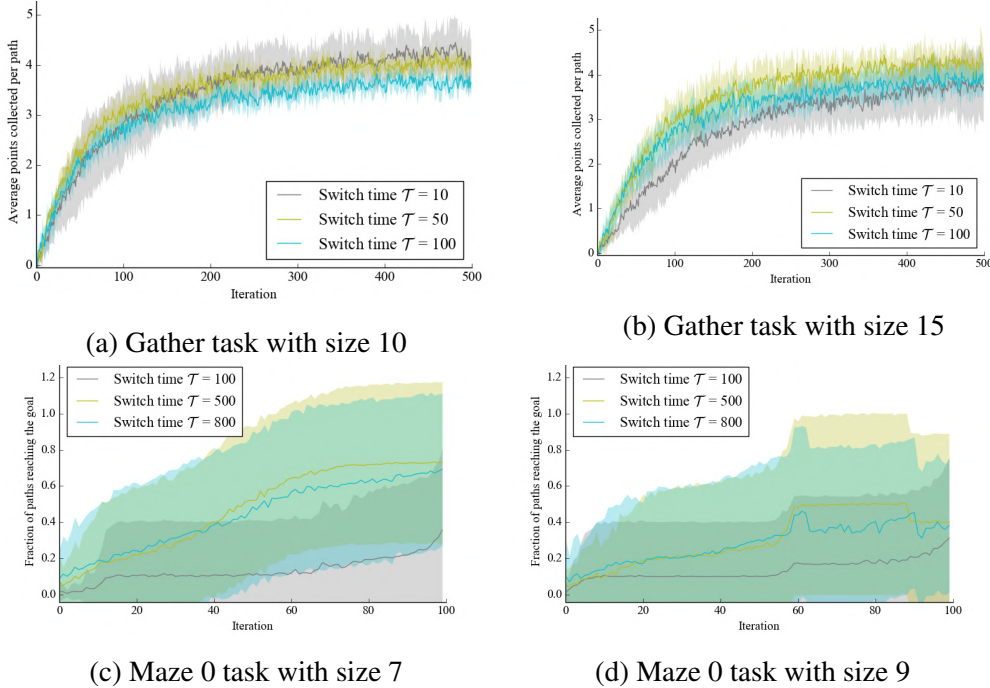 Average points collected per path
5
4
3
2
1
0
0 100 200 300 400 500
Iteration
Switch time 𝒯 = 10
Switch time 𝒯 = 50
Switch time 𝒯 = 100
(a) Gather task with size 10
Average points collected per path
5
4
3
2
1
0
0 100 200 300 400 500
Iteration
Switch time 𝒯 = 10
Switch time 𝒯 = 50
Switch time 𝒯 = 100
(b) Gather task with size 15
Fraction of paths reaching the goal
1.2
1.0
0.8
0.6
0.4
0.2
0.0
0 20 40 60 80 100
Iteration
Switch time 𝒯 = 100
Switch time 𝒯 = 500
Switch time 𝒯 = 800
(c) Maze 0 task with size 7
Fraction of paths reaching the goal
1.2
1.0
0.8
0.6
0.4
0.2
0.0
0 20 40 60 80 100
Iteration
Switch time 𝒯 = 100
Switch time 𝒯 = 500
Switch time 𝒯 = 800
(d) Maze 0 task with size 9